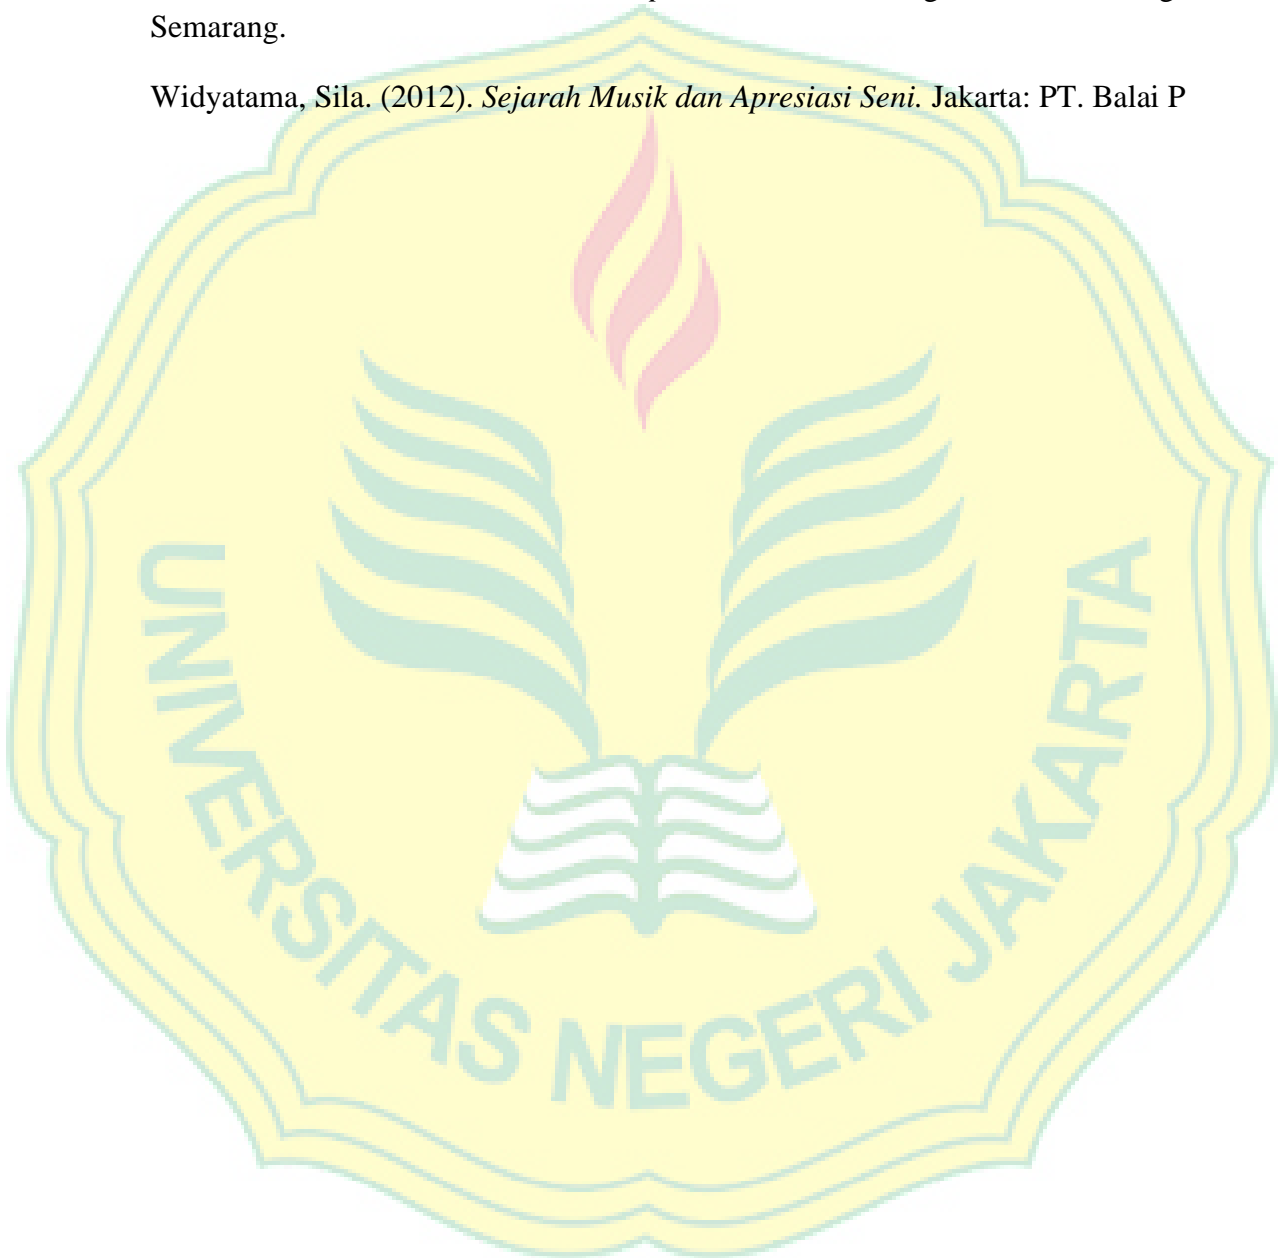 Semarang.
Widyatama, Sila. (2012). Sejarah Musik dan Apresiasi Seni. Jakarta: PT. Balai P
UNIVERSITAS NEGERI JAKARTA